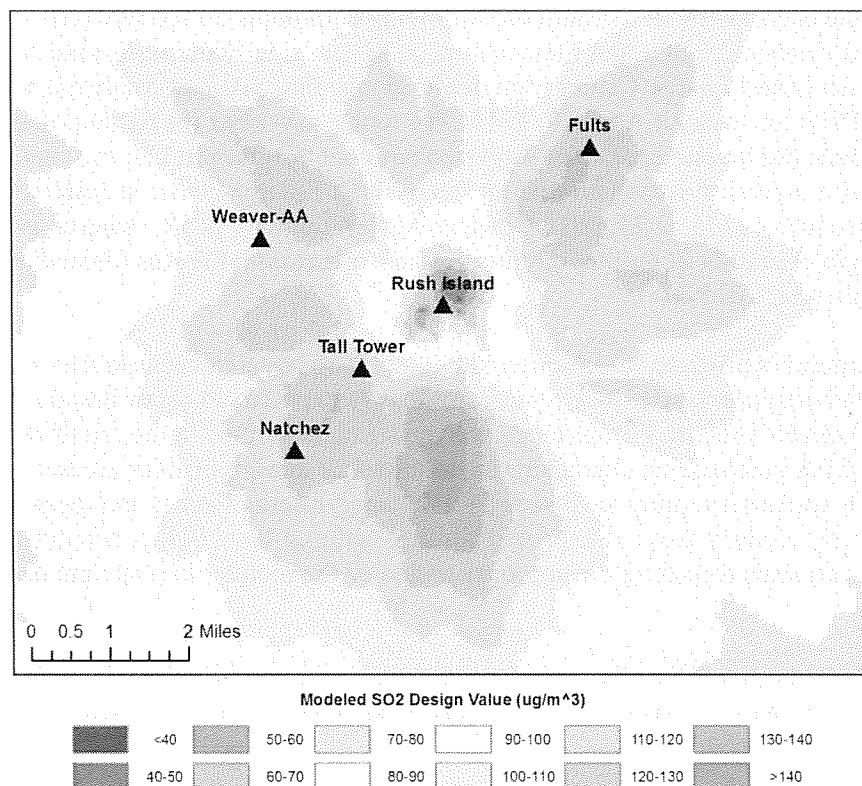 Fults
Weaver-AA
Rush Island
Tall Tower
Natchez
0 0.5 1 2 Miles
Modeled SO2 Design Value (ug/m^3)
<40 50-60 70-80 90-100 110-120 130-140
40-50 60-70 80-90 100-110 120-130 >140